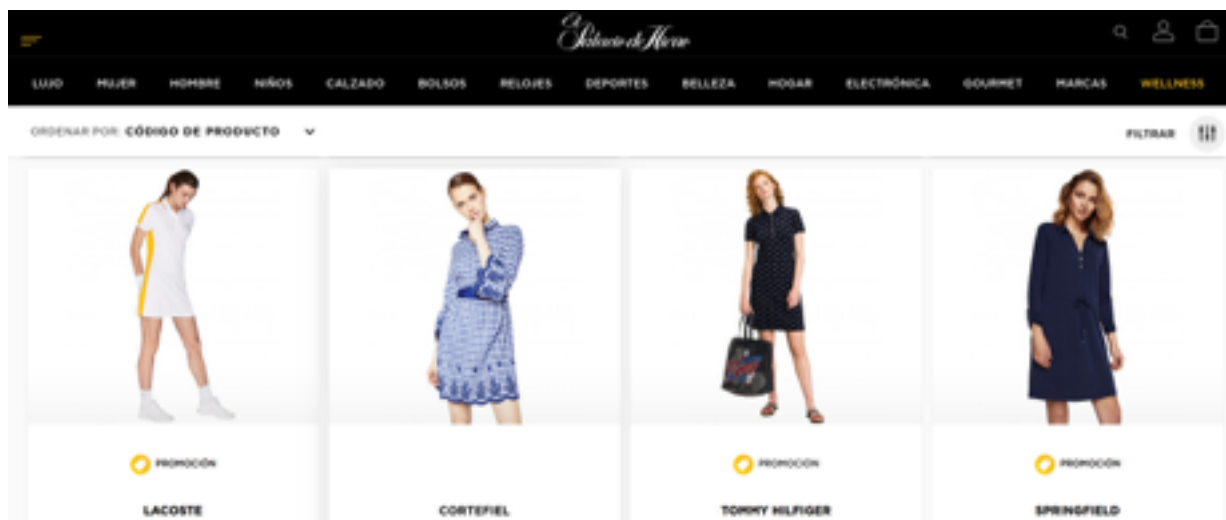 El Palacio de Hierro
LUJO MUJER HOMBRE NIÑOS CALZADO BOLSOS RELOJES DEPORTES BELLEZA HOGAR ELECTRÓNICA GOURMET MARCAS WELLNESS
ORDENAR POR: CÓDIGO DE PRODUCTO FILTRAR
PROMOCIÓN PROMOCIÓN PROMOCIÓN
LACOSTE CORTEFIEL TOMMY HILFIGER SPRINGFIELD